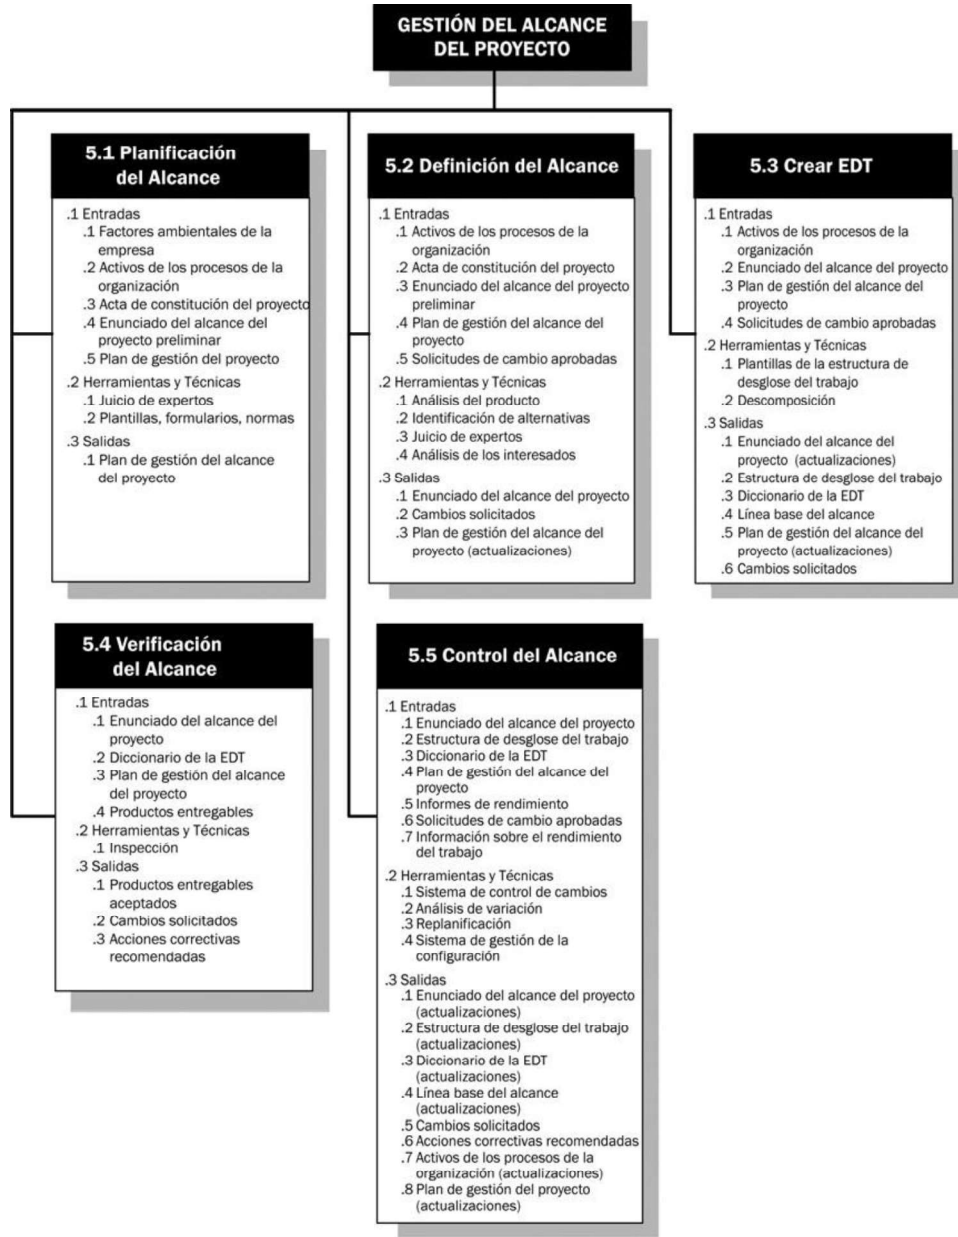 GESTIÓN DEL ALCANCE
DEL PROYECTO
5.1 Planificación
del Alcance
.1 Entradas
.1 Factores ambientales de la
empresa
.2 Activos de los procesos de la
organización
.3 Acta de constitución del proyecto
.4 Enunciado del alcance del
proyecto preliminar
.5 Plan de gestión del proyecto
.2 Herramientas y Técnicas
.1 Juicio de expertos
.2 Plantillas, formularios, normas
.3 Salidas
.1 Plan de gestión del alcance
del proyecto
5.2 Definición del Alcance
.1 Entradas
.1 Activos de los procesos de la
organización
.2 Acta de constitución del proyecto
.3 Enunciado del alcance del proyecto
preliminar
.4 Plan de gestión del alcance del
proyecto
.5 Solicitudes de cambio aprobadas
.2 Herramientas y Técnicas
.1 Análisis del producto
.2 Identificación de alternativas
.3 Juicio de expertos
.4 Análisis de los interesados
.3 Salidas
.1 Enunciado del alcance del proyecto
.2 Cambios solicitados
.3 Plan de gestión del alcance del
proyecto (actualizaciones)
5.3 Crear EDT
.1 Entradas
.1 Activos de los procesos de la
organización
.2 Enunciado del alcance del proyecto
.3 Plan de gestión del alcance del
proyecto
.4 Solicitudes de cambio aprobadas
.2 Herramientas y Técnicas
.1 Plantillas de la estructura de
desglose del trabajo
.2 Descomposición
.3 Salidas
.1 Enunciado del alcance del
proyecto (actualizaciones)
.2 Estructura de desglose del trabajo
.3 Diccionario de la EDT
.4 Línea base del alcance
.5 Plan de gestión del alcance del
proyecto (actualizaciones)
.6 Cambios solicitados
5.4 Verificación
del Alcance
.1 Entradas
.1 Enunciado del alcance del
proyecto
.2 Diccionario de la EDT
.3 Plan de gestión del alcance
del proyecto
.4 Productos entregables
.2 Herramientas y Técnicas
.1 Inspección
.3 Salidas
.1 Productos entregables
aceptados
.2 Cambios solicitados
.3 Acciones correctivas
recomendadas
5.5 Control del Alcance
.1 Entradas
.1 Enunciado del alcance del proyecto
.2 Estructura de desglose del trabajo
.3 Diccionario de la EDT
.4 Plan de gestión del alcance del
proyecto
.5 Informes de rendimiento
.6 Solicitudes de cambio aprobadas
.7 Información sobre el rendimiento
del trabajo
.2 Herramientas y Técnicas
.1 Sistema de control de cambios
.2 Análisis de variación
.3 Replanificación
.4 Sistema de gestión de la
configuración
.3 Salidas
.1 Enunciado del alcance del proyecto
(actualizaciones)
.2 Estructura de desglose del trabajo
(actualizaciones)
.3 Diccionario de la EDT
(actualizaciones)
.4 Línea base del alcance
(actualizaciones)
.5 Cambios solicitados
.6 Acciones correctivas recomendadas
.7 Activos de los procesos de la
organización (actualizaciones)
.8 Plan de gestión del proyecto
(actualizaciones)